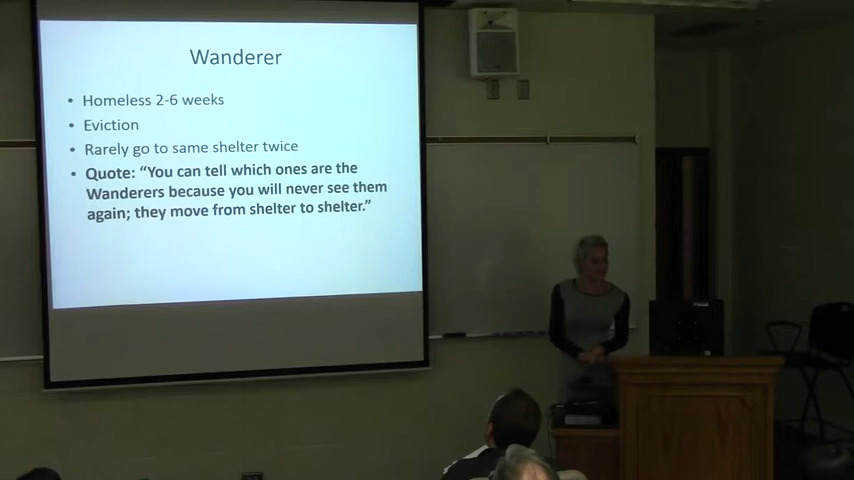 Wanderer
• Homeless 2-6 weeks
• Eviction
• Rarely go to same shelter twice
• Quote: “You can tell which ones are the
Wanderers because you will never see them
again; they move from shelter to shelter.”